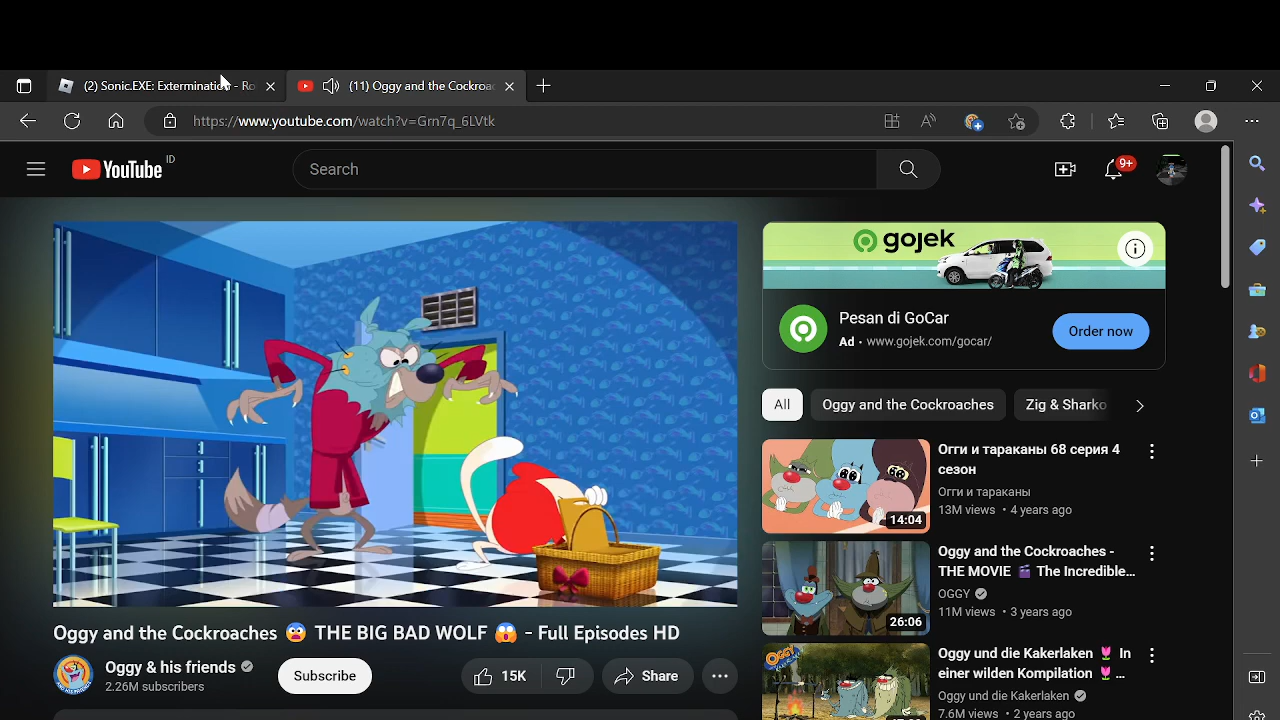 (2) Sonic.EXE: Extermination - Ro
(11) Oggy and the Cockroac
https://www.youtube.com/watch?v=Grn7q_6LVtk
YouTube ID
Search
9+
gojek
Pesan di GoCar
Ad · www.gojek.com/gocar/
Order now
All
Oggy and the Cockroaches
Zig & Sharko
Огги и тараканы 68 серия 4
сезон
Огги и тараканы
13M views · 4 years ago
14:04
Oggy and the Cockroaches -
THE MOVIE 🎬 The Incredible...
OGGY
11M views · 3 years ago
26:06
Oggy und die Kakerlaken 🌷 In
einer wilden Kompilation 🌷 ...
Oggy und die Kakerlaken
7.6M views · 2 years ago
OGGY
Oggy and the Cockroaches 😨 THE BIG BAD WOLF 😱 - Full Episodes HD
Oggy & his friends
2.26M subscribers
Subscribe
15K
Share